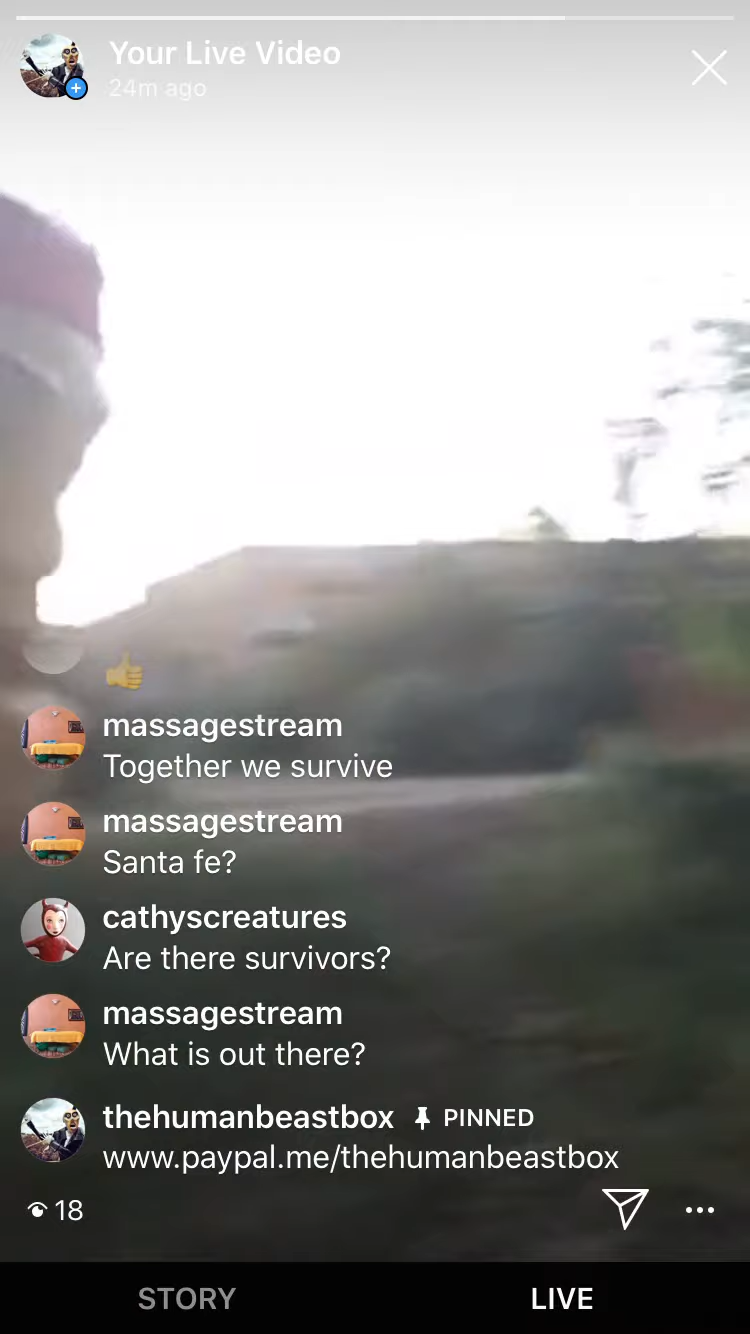 Your Live Video
24m ago
👍
massagestream
Together we survive
massagestream
Santa fe?
cathyscreatures
Are there survivors?
massagestream
What is out there?
thehumanbeastbox PINNED
www.paypal.me/thehumanbeastbox
18
STORY LIVE